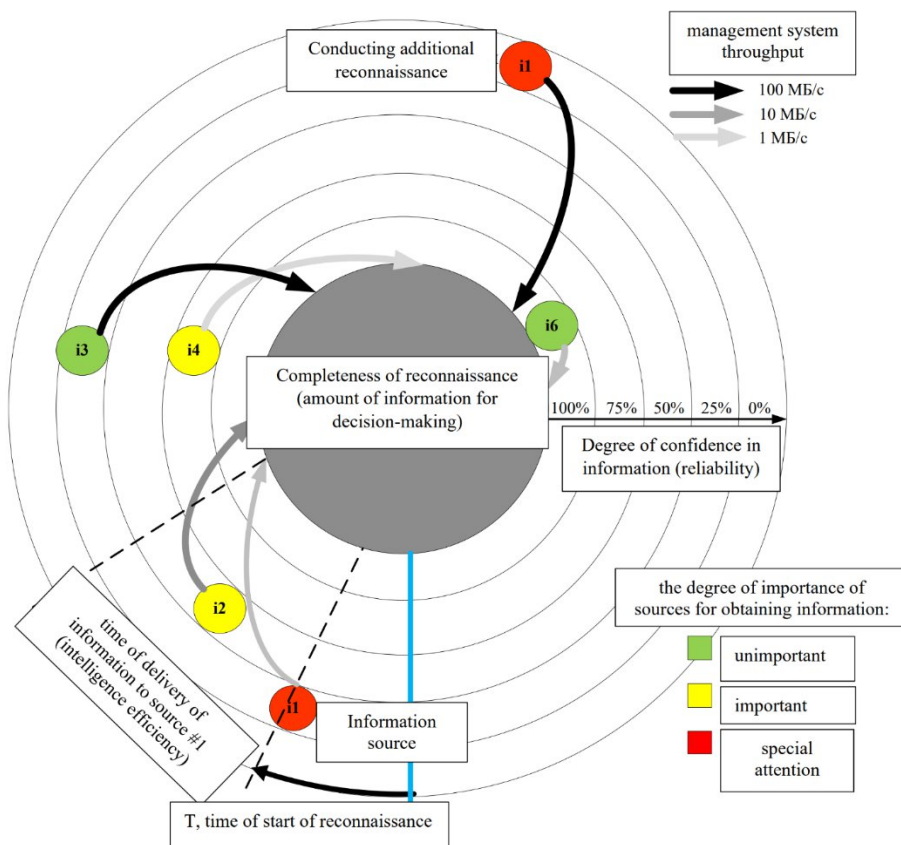 Conducting additional
reconnaissance
i1
management system
throughput
100 МБ/с
10 МБ/с
1 МБ/с
i3
i4
i6
Completeness of reconnaissance
(amount of information for
decision-making)
100% 75% 50% 25% 0%
Degree of confidence in
information (reliability)
i2
time of delivery of
information to source #1
(intelligence efficiency)
i1
Information
source
T, time of start of reconnaissance
the degree of importance of
sources for obtaining information:
unimportant
important
special
attention